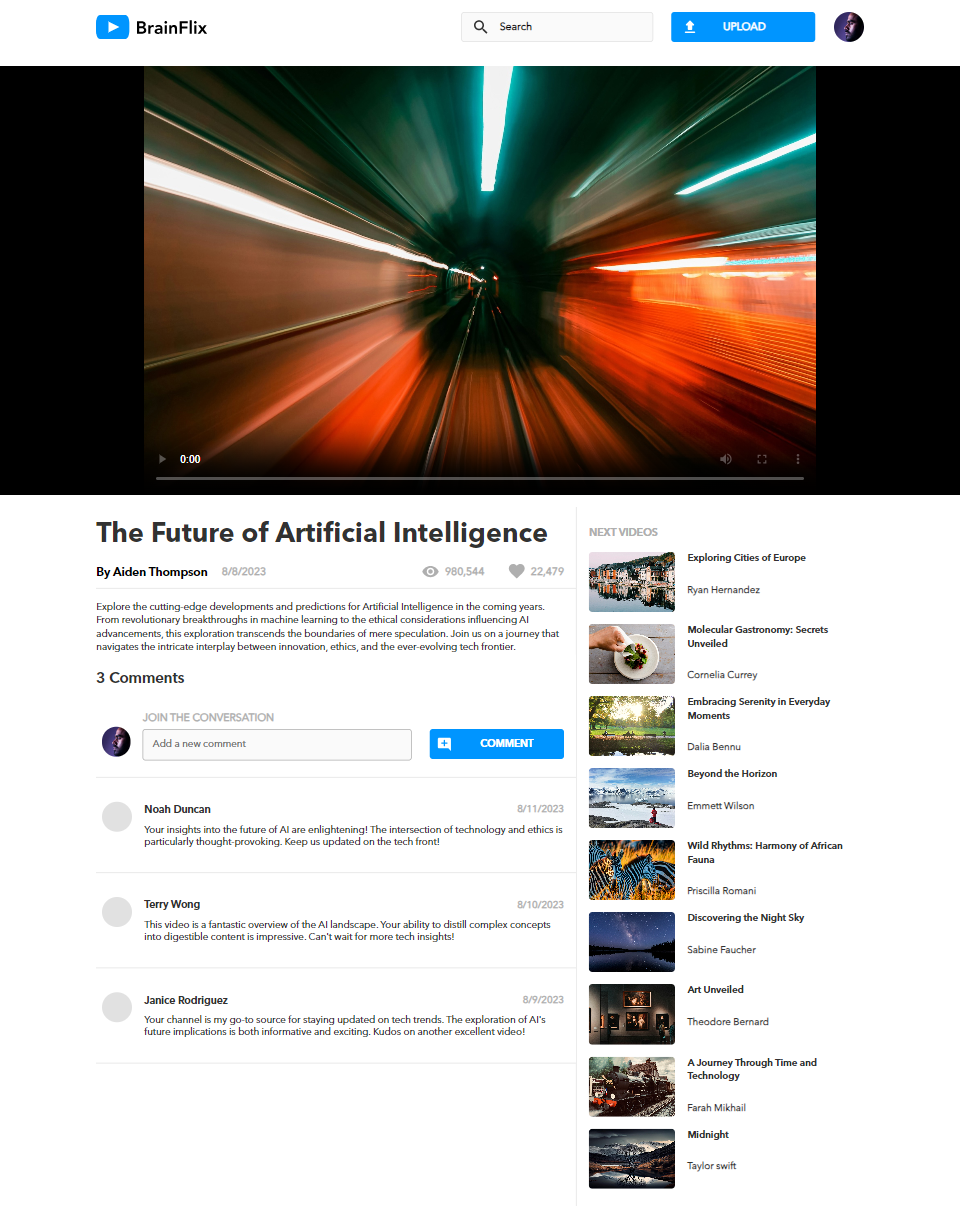 BrainFlix
Search
UPLOAD
0:00
The Future of Artificial Intelligence
By Aiden Thompson 8/8/2023 980,544 22,479
Explore the cutting-edge developments and predictions for Artificial Intelligence in the coming years.
From revolutionary breakthroughs in machine learning to the ethical considerations influencing AI
advancements, this exploration transcends the boundaries of mere speculation. Join us on a journey that
navigates the intricate interplay between innovation, ethics, and the ever-evolving tech frontier.
3 Comments
JOIN THE CONVERSATION
Add a new comment
COMMENT
Noah Duncan 8/11/2023
Your insights into the future of AI are enlightening! The intersection of technology and ethics is
particularly thought-provoking. Keep us updated on the tech front!
Terry Wong 8/10/2023
This video is a fantastic overview of the AI landscape. Your ability to distill complex concepts
into digestible content is impressive. Can't wait for more tech insights!
Janice Rodriguez 8/9/2023
Your channel is my go-to source for staying updated on tech trends. The exploration of AI's
future implications is both informative and exciting. Kudos on another excellent video!
NEXT VIDEOS
Exploring Cities of Europe
Ryan Hernandez
Molecular Gastronomy: Secrets
Unveiled
Cornelia Currey
Embracing Serenity in Everyday
Moments
Dalia Bennu
Beyond the Horizon
Emmett Wilson
Wild Rhythms: Harmony of African
Fauna
Priscilla Romani
Discovering the Night Sky
Sabine Faucher
Art Unveiled
Theodore Bernard
A Journey Through Time and
Technology
Farah Mikhail
Midnight
Taylor swift